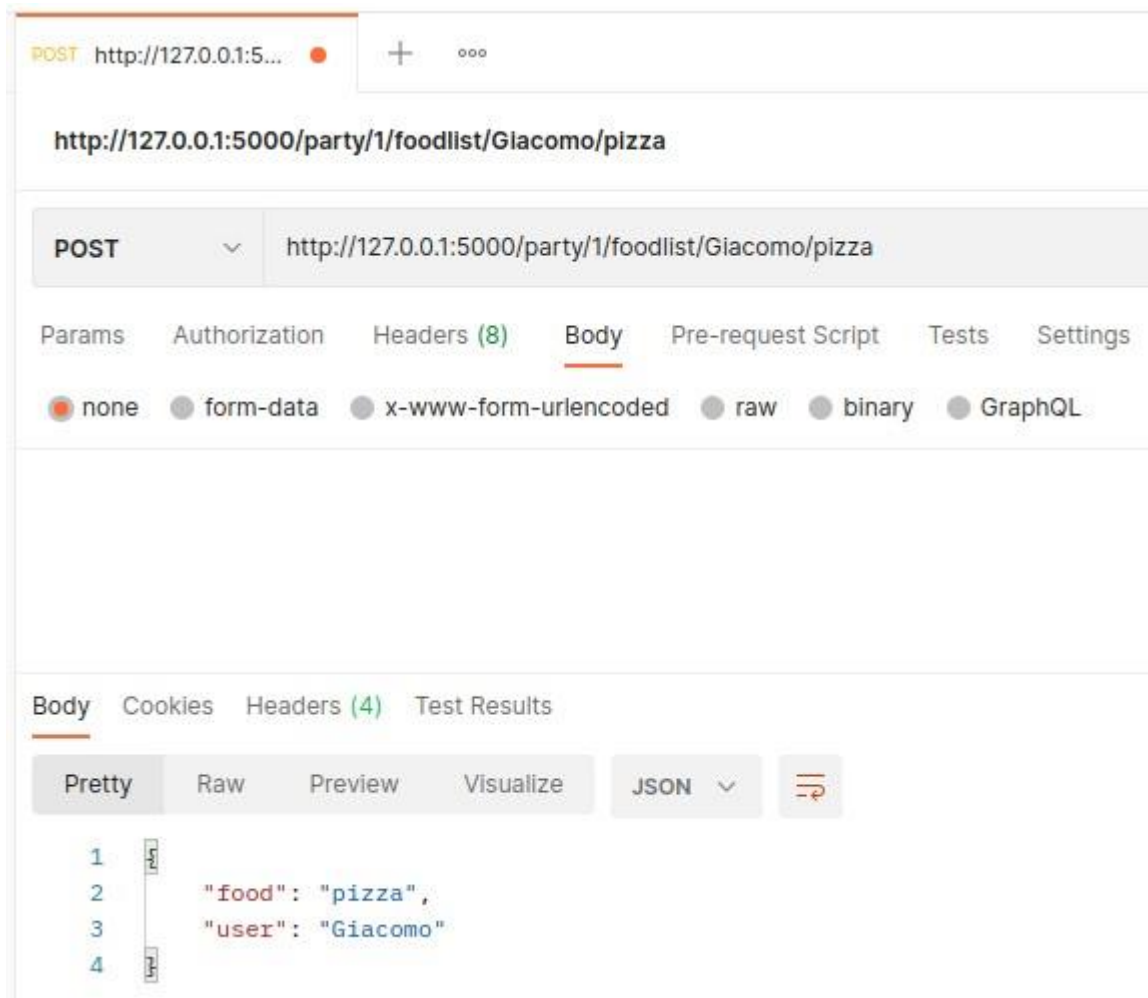 POST http://127.0.0.1:5...
http://127.0.0.1:5000/party/1/foodlist/Giacomo/pizza
POST http://127.0.0.1:5000/party/1/foodlist/Giacomo/pizza
Params Authorization Headers (8) Body Pre-request Script Tests Settings
none form-data x-www-form-urlencoded raw binary GraphQL
Body Cookies Headers (4) Test Results
Pretty Raw Preview Visualize JSON
1 {
2 "food": "pizza",
3 "user": "Giacomo"
4 }